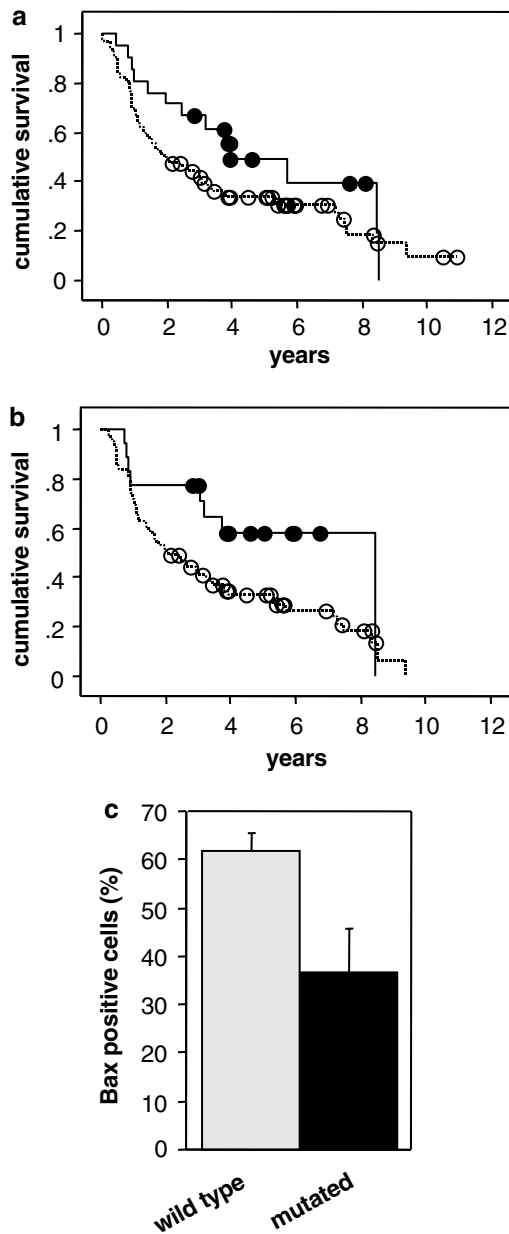 a
cumulative survival
1
.8
.6
.4
.2
0
0 2 4 6 8 10 12
years
b
cumulative survival
1
.8
.6
.4
.2
0
0 2 4 6 8 10 12
years
c
Bax positive cells (%)
70
60
50
40
30
20
10
0
wild type
mutated